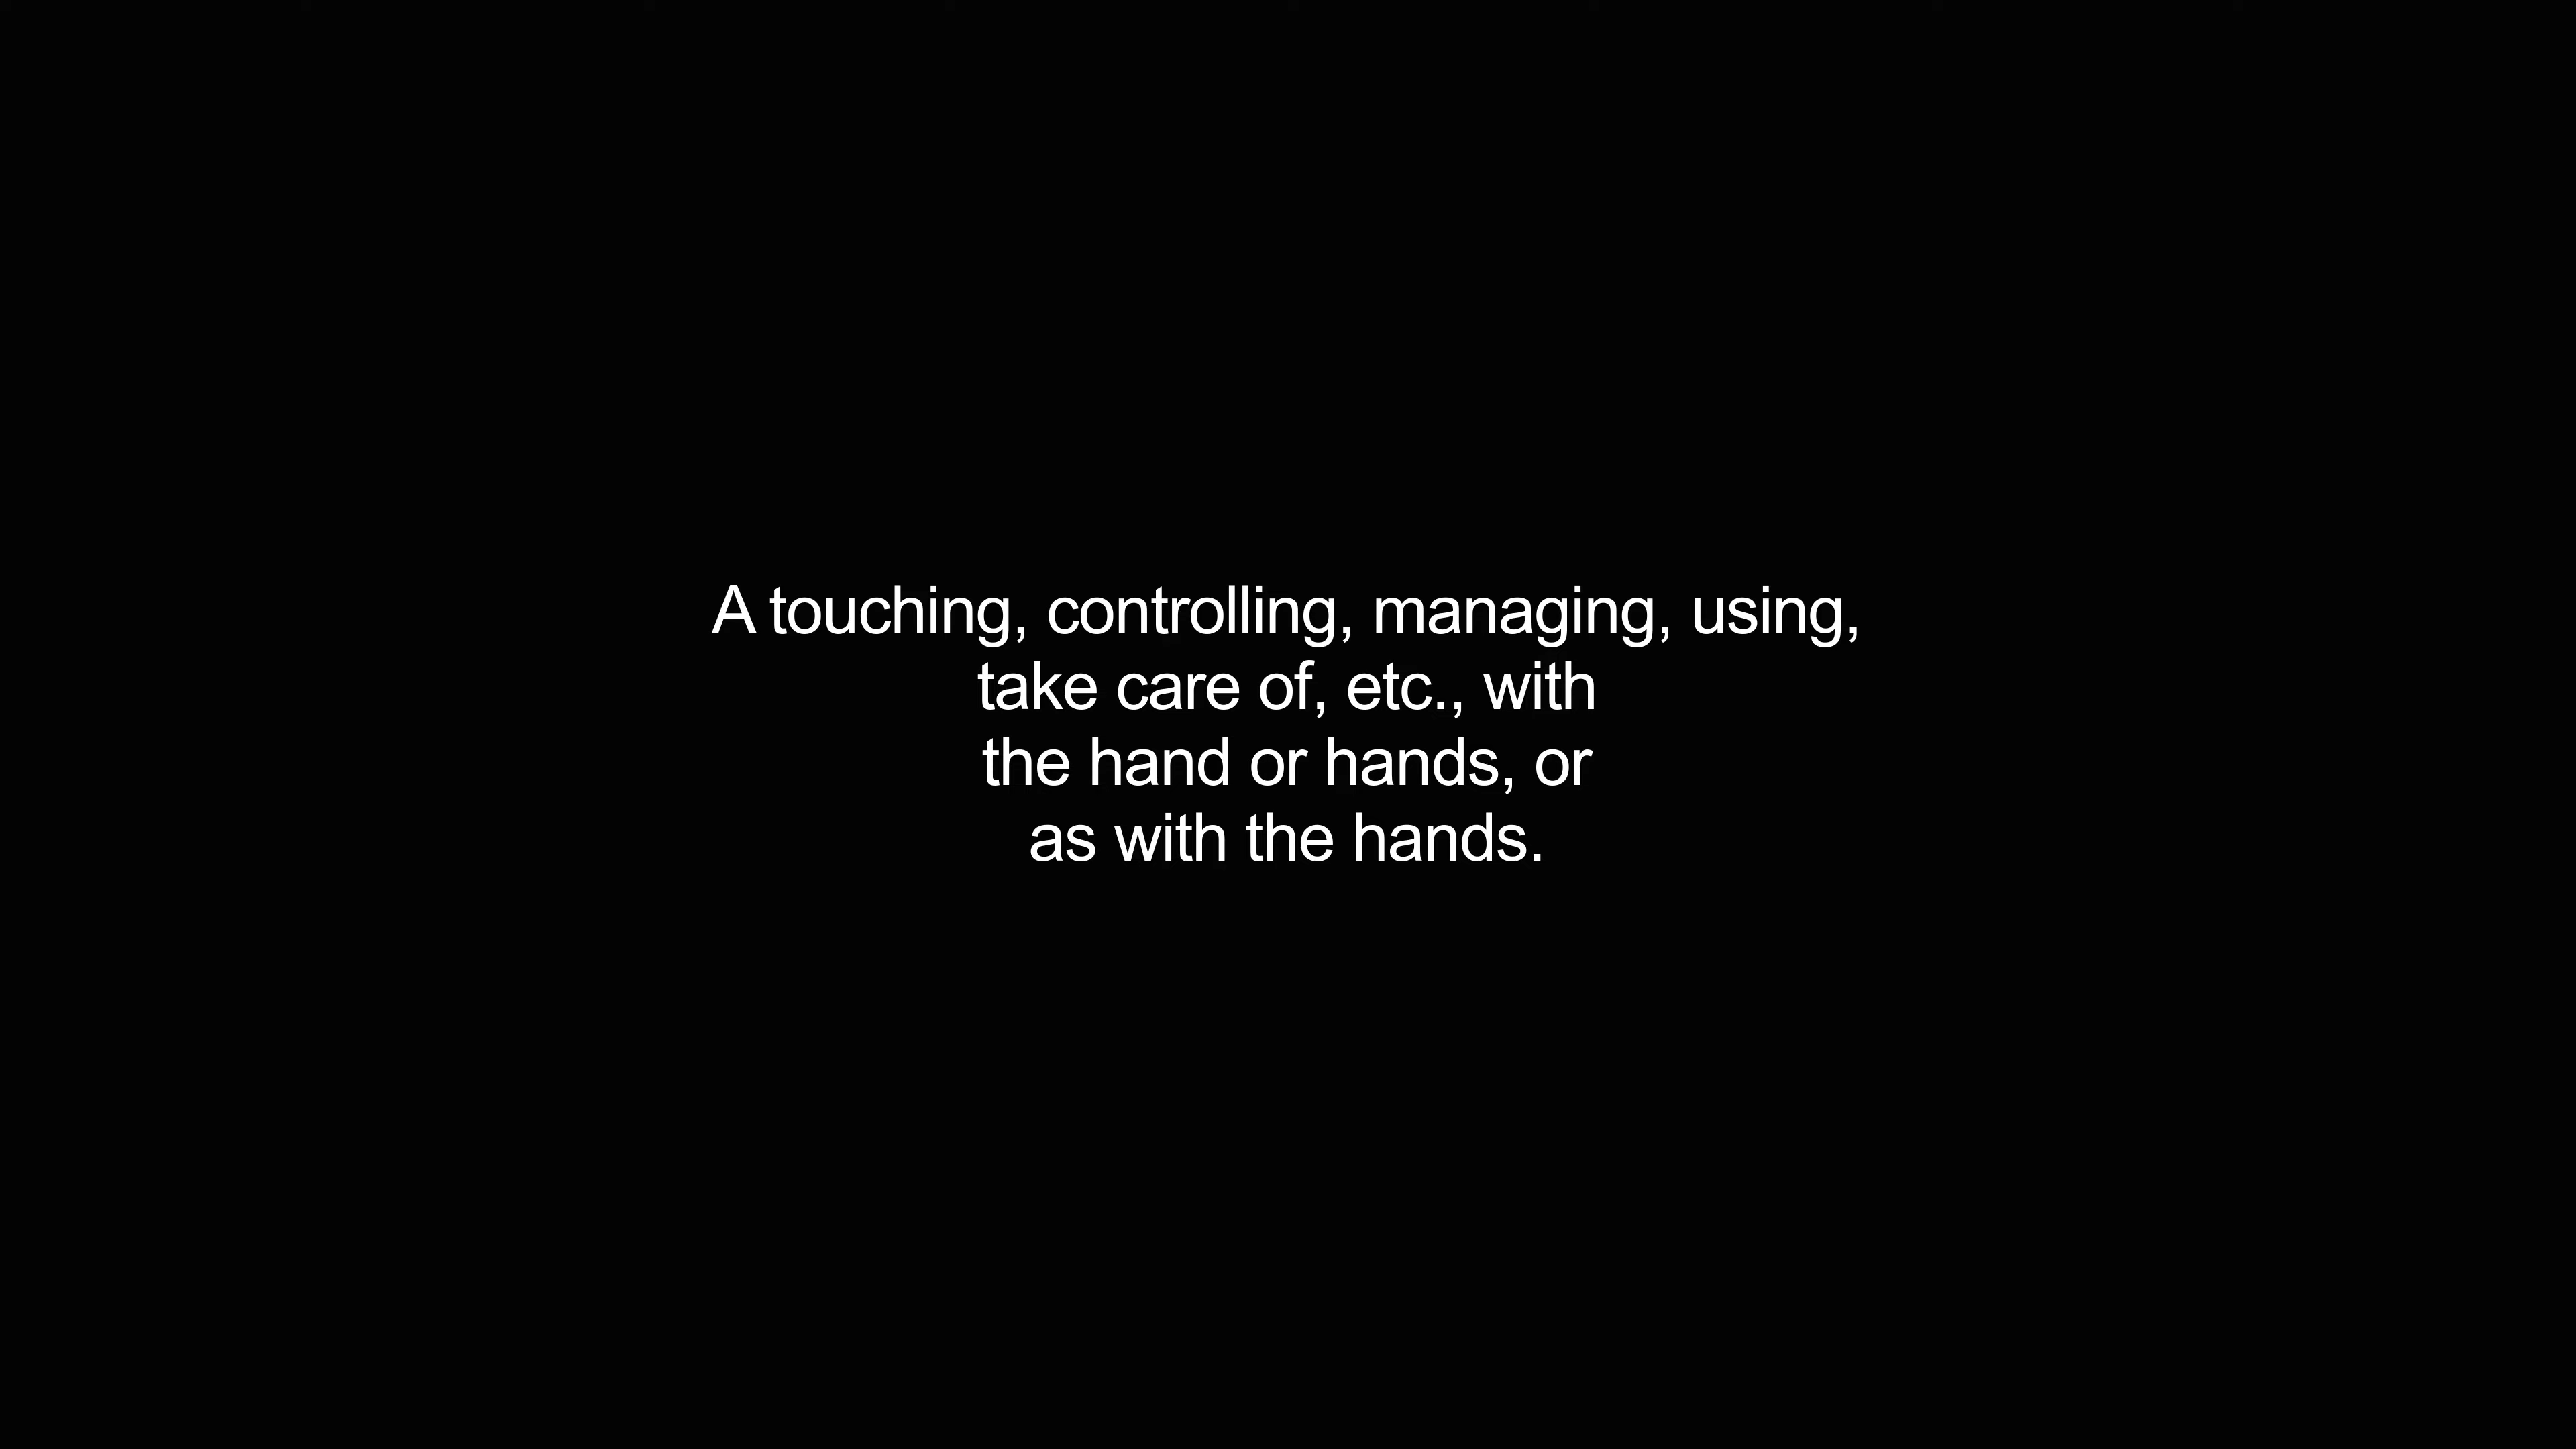 A touching, controlling, managing, using,
take care of, etc., with
the hand or hands, or
as with the hands.